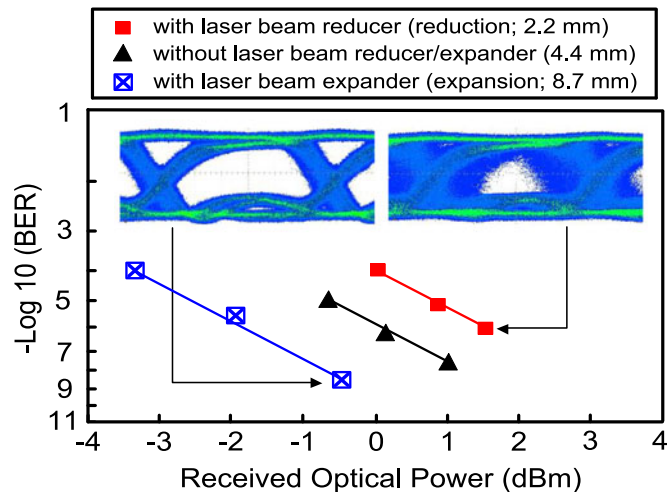 with laser beam reducer (reduction; 2.2 mm)
without laser beam reducer/expander (4.4 mm)
with laser beam expander (expansion; 8.7 mm)
-Log 10 (BER)
1
3
5
7
9
11
-4 -3 -2 -1 0 1 2 3 4
Received Optical Power (dBm)